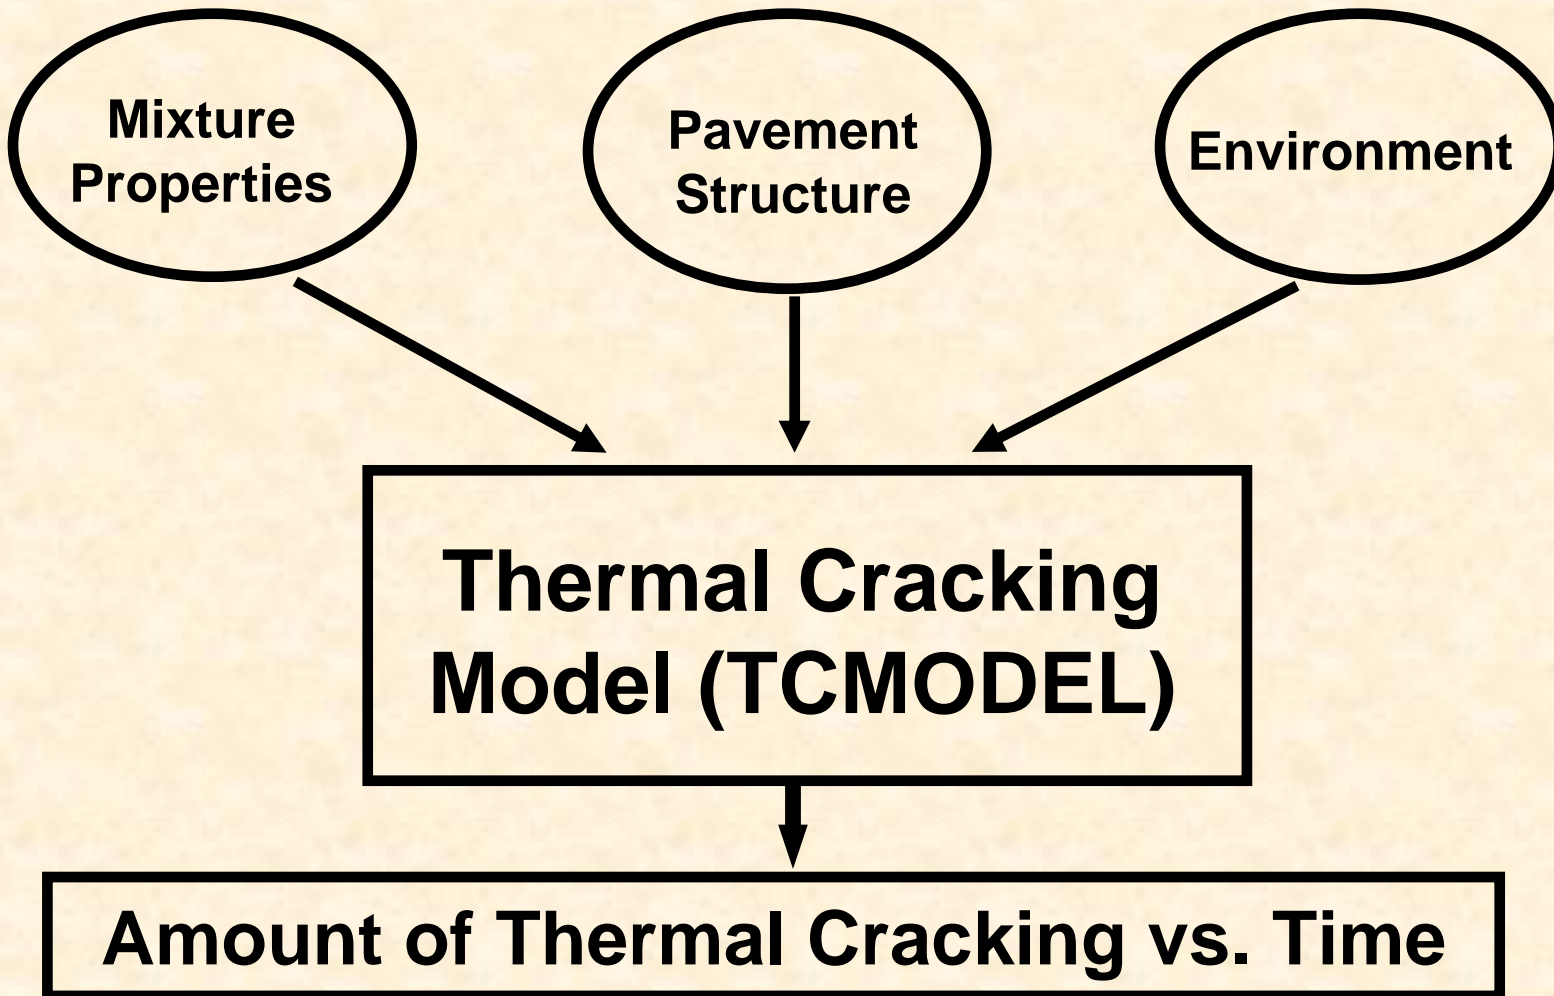 Mixture
Properties
Pavement
Structure
Environment
Thermal Cracking
Model (TCMODEL)
Amount of Thermal Cracking vs. Time